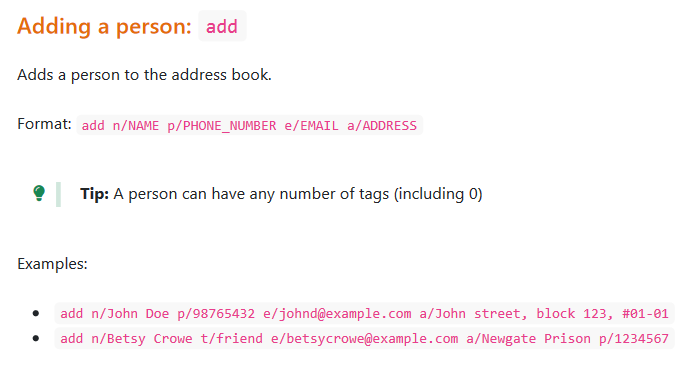 Adding a person: add
Adds a person to the address book.
Format: add n/NAME p/PHONE_NUMBER e/EMAIL a/ADDRESS
Tip: A person can have any number of tags (including 0)
Examples:
add n/John Doe p/98765432 e/johnd@example.com a/John street, block 123, #01-01
add n/Betsy Crowe t/friend e/betsycrowe@example.com a/Newgate Prison p/1234567